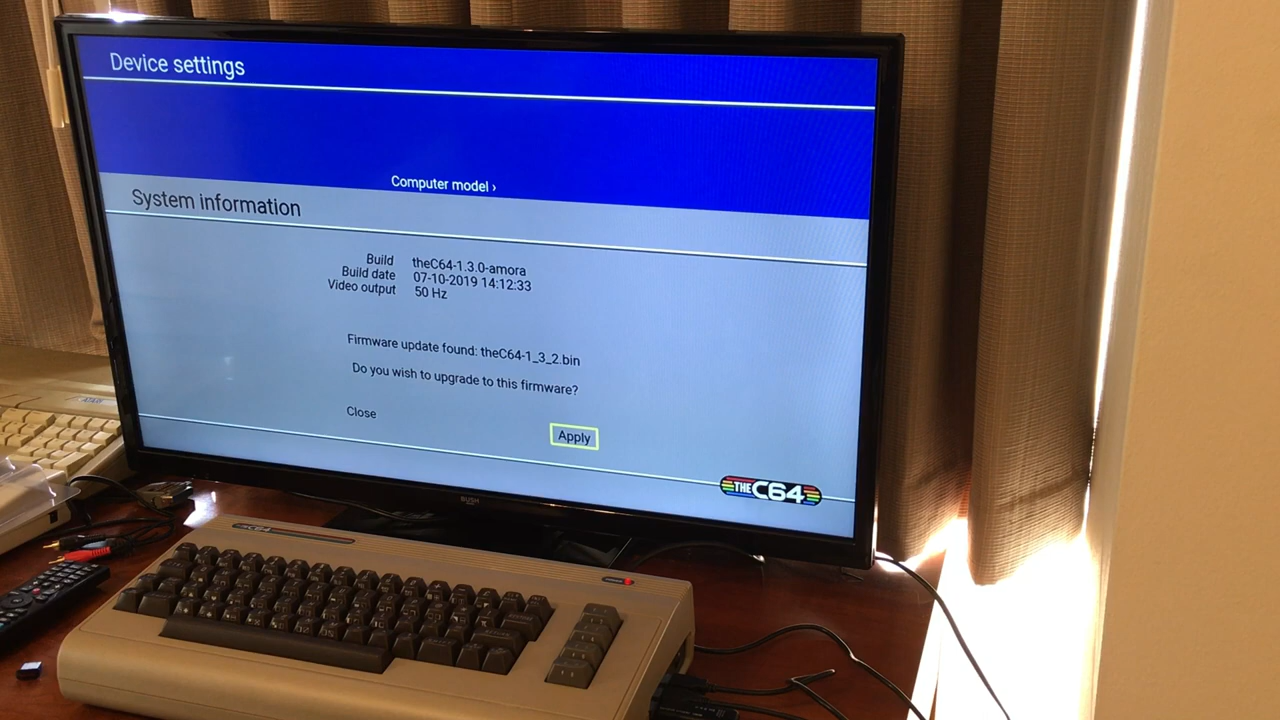 Device settings
Computer model ›
System information
Build theC64-1.3.0-amora
Build date 07-10-2019 14:12:33
Video output 50 Hz
Firmware update found: theC64-1_3_2.bin
Do you wish to upgrade to this firmware?
Close
Apply
THEC64
BUSH
THEC64